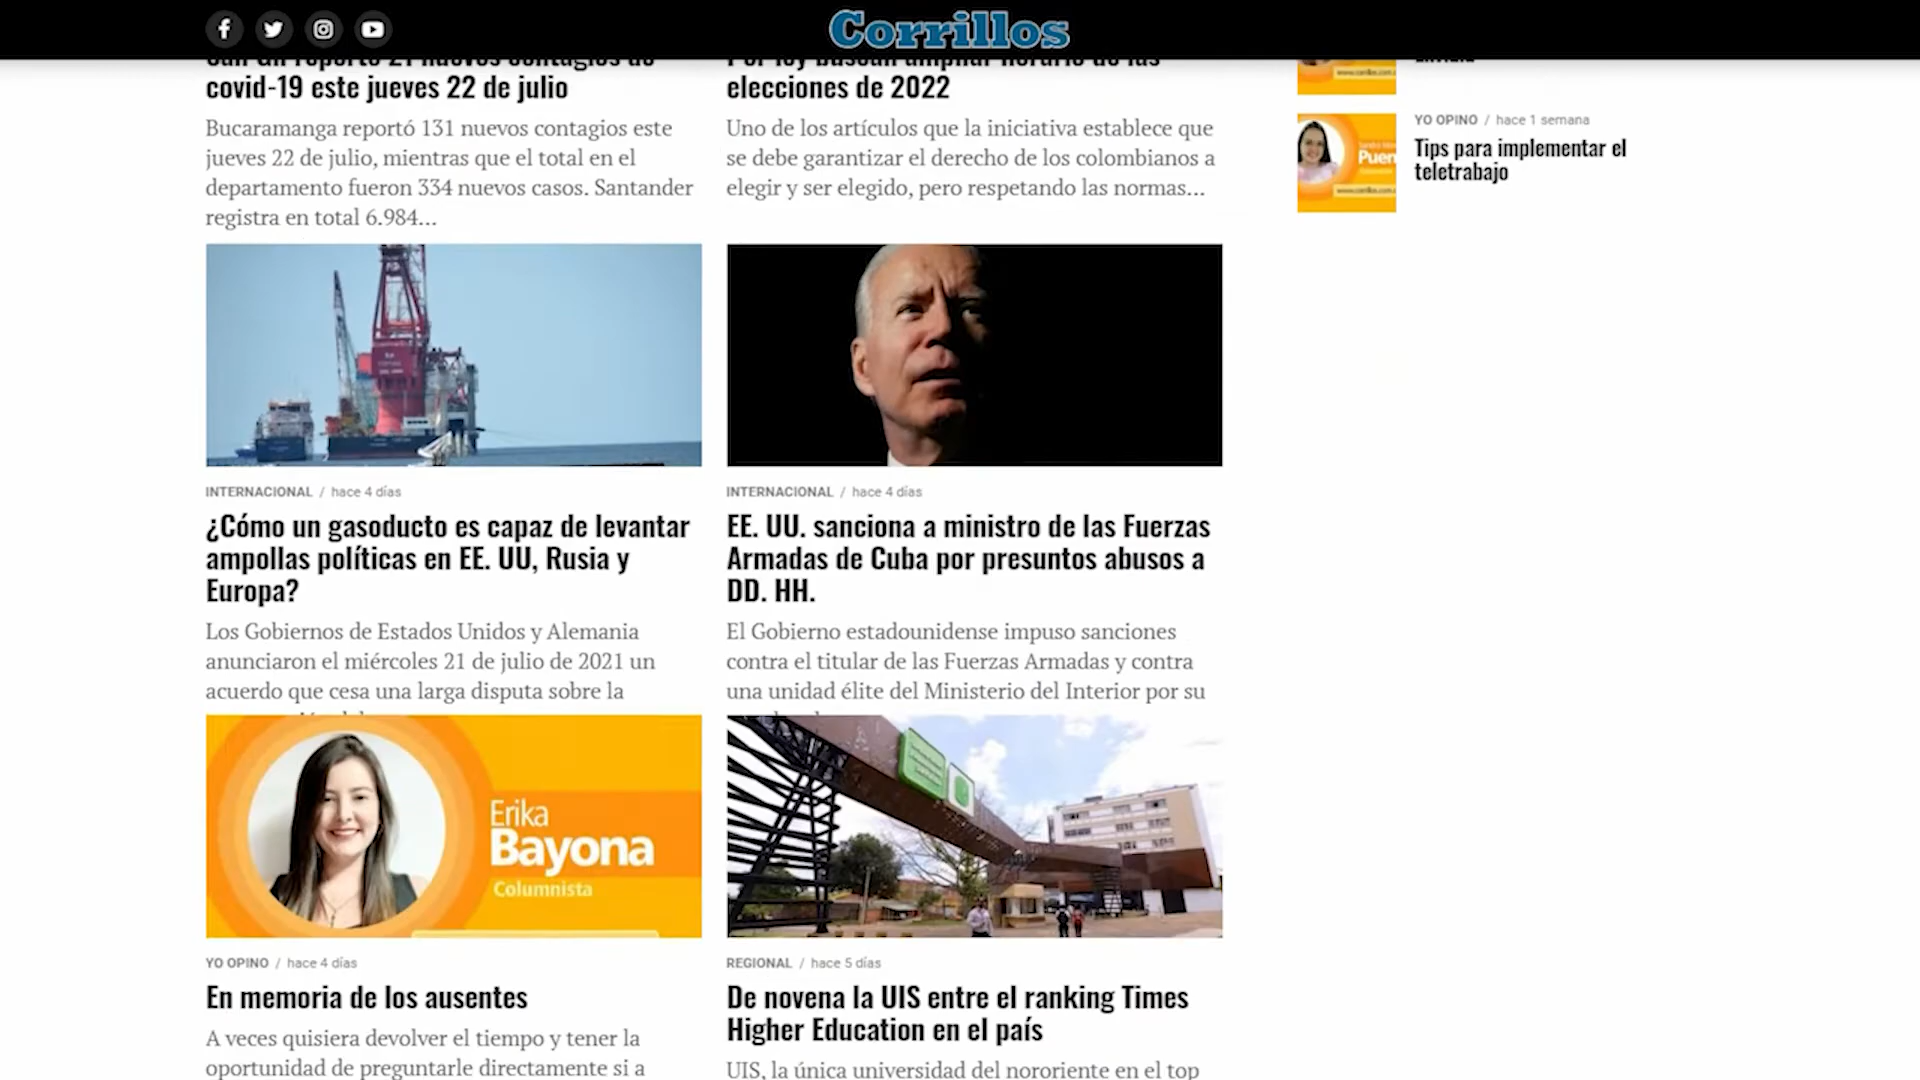 Corrillos
San Gil reportó 21 nuevos contagios de
covid-19 este jueves 22 de julio
Bucaramanga reportó 131 nuevos contagios este
jueves 22 de julio, mientras que el total en el
departamento fueron 334 nuevos casos. Santander
registra en total 6.984...
Por ley buscan ampliar horario de las
elecciones de 2022
Uno de los artículos que la iniciativa establece que
se debe garantizar el derecho de los colombianos a
elegir y ser elegido, pero respetando las normas...
YO OPINO / hace 1 semana
Tips para implementar el
teletrabajo
Puen
INTERNACIONAL / hace 4 días
¿Cómo un gasoducto es capaz de levantar
ampollas políticas en EE. UU, Rusia y
Europa?
Los Gobiernos de Estados Unidos y Alemania
anunciaron el miércoles 21 de julio de 2021 un
acuerdo que cesa una larga disputa sobre la
INTERNACIONAL / hace 4 días
EE. UU. sanciona a ministro de las Fuerzas
Armadas de Cuba por presuntos abusos a
DD. HH.
El Gobierno estadounidense impuso sanciones
contra el titular de las Fuerzas Armadas y contra
una unidad élite del Ministerio del Interior por su
Erika
Bayona
Columnista
YO OPINO / hace 4 días
En memoria de los ausentes
A veces quisiera devolver el tiempo y tener la
oportunidad de preguntarle directamente si a
REGIONAL / hace 5 días
De novena la UIS entre el ranking Times
Higher Education en el país
UIS, la única universidad del nororiente en el top